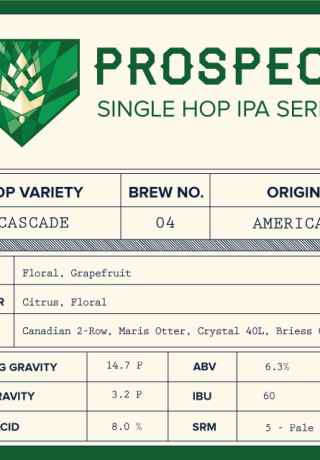 PROSPEC
SINGLE HOP IPA SERI
OP VARIETY BREW NO. ORIGIN
CASCADE 04 AMERICA
Floral, Grapefruit
R Citrus, Floral
Canadian 2-Row, Maris Otter, Crystal 40L, Briess
G GRAVITY 14.7 P ABV 6.3%
RAVITY 3.2 P IBU 60
CID 8.0 % SRM 5 - Pale